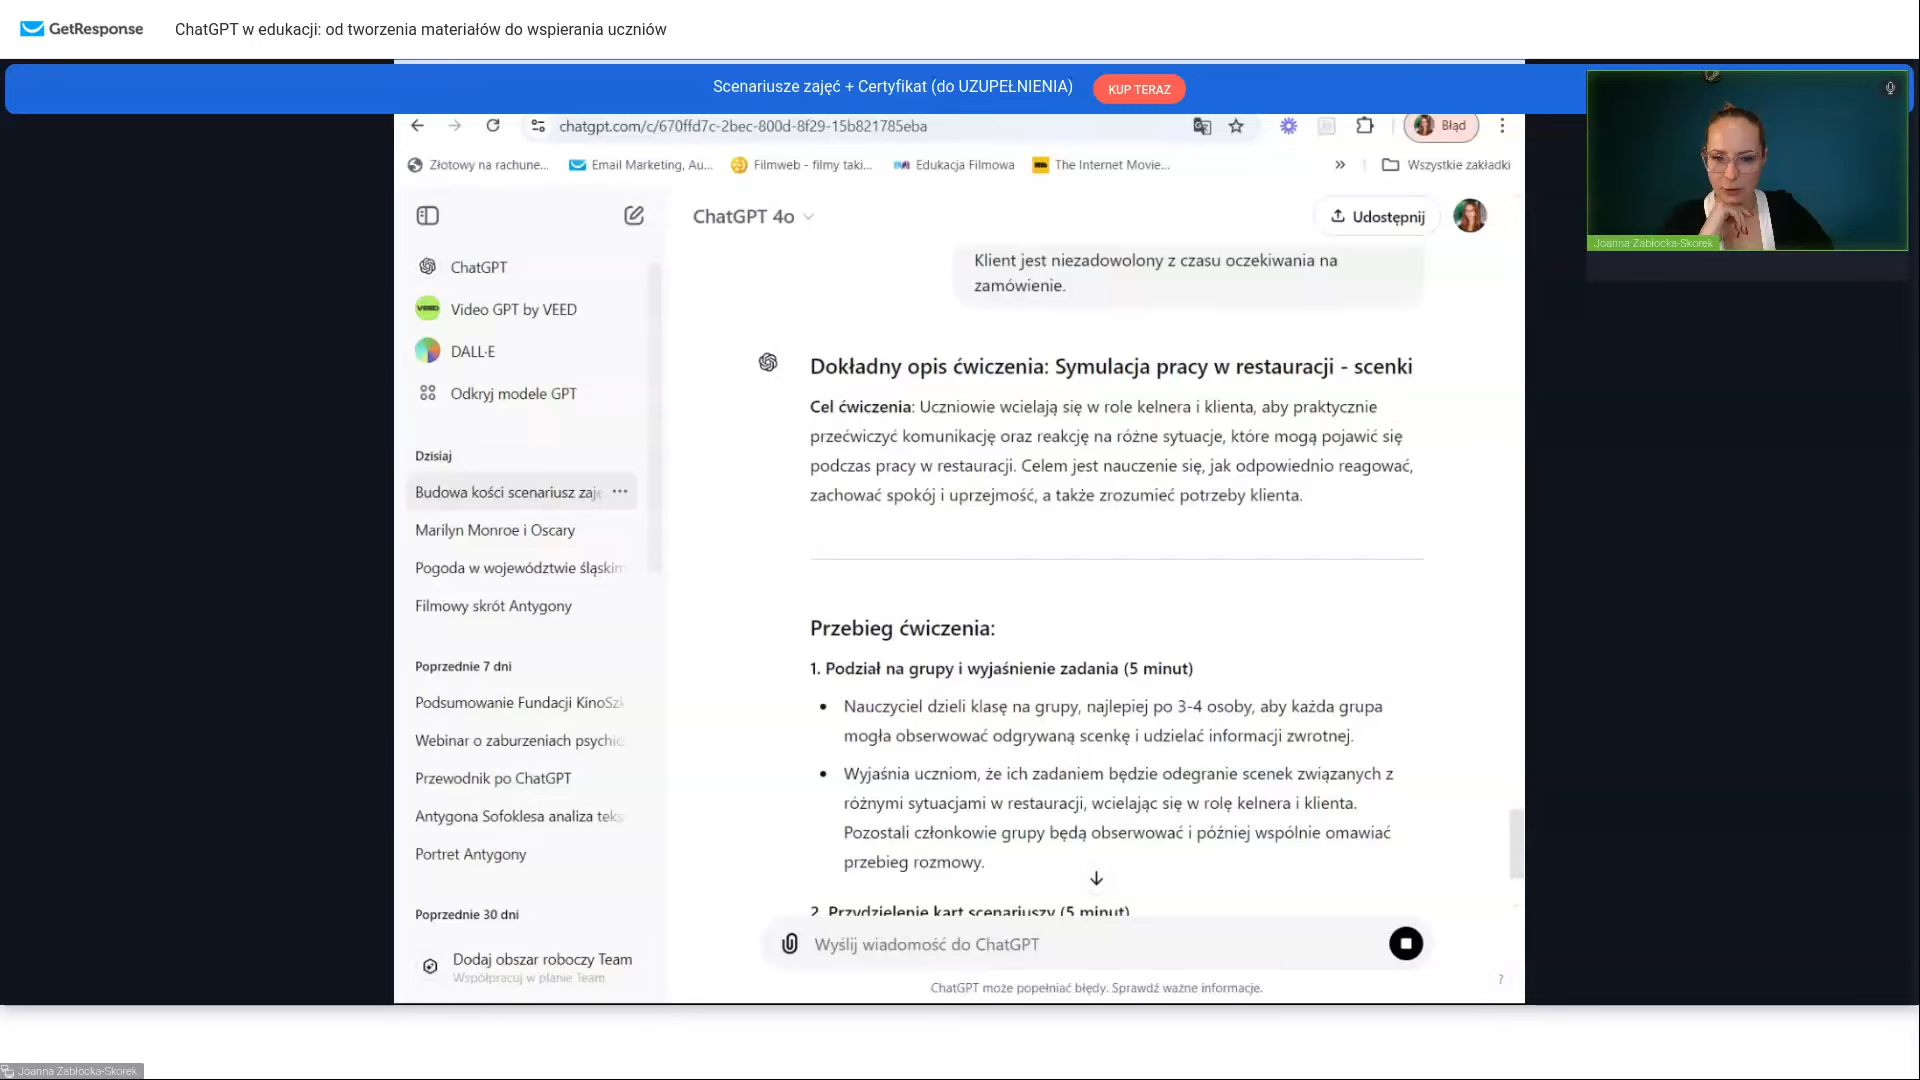 GetResponse
ChatGPT w edukacji: od tworzenia materiałów do wspierania uczniów
Scenariusze zajęć + Certyfikat (do UZUPEŁNIENIA)
KUP TERAZ
chatgpt.com/c/670ffd7c-2bec-800d-8f29-15b821785eba
Błąd
Złotowy na rachune...
Email Marketing, Au...
Filmweb - filmy taki...
Edukacja Filmowa
The Internet Movie...
»
Wszystkie zakładki
Joanna Zabłocka-Skorek
ChatGPT 4o
Udostępnij
ChatGPT
Video GPT by VEED
DALL·E
Odkryj modele GPT
Dzisiaj
Budowa kości scenariusz zaję
Marilyn Monroe i Oscary
Pogoda w województwie śląskim
Filmowy skrót Antygony
Poprzednie 7 dni
Podsumowanie Fundacji KinoSzk
Webinar o zaburzeniach psychic
Przewodnik po ChatGPT
Antygona Sofoklesa analiza teks
Portret Antygony
Poprzednie 30 dni
Dodaj obszar roboczy Team
Współpracuj w planie Team
Klient jest niezadowolony z czasu oczekiwania na
zamówienie.
Dokładny opis ćwiczenia: Symulacja pracy w restauracji - scenki
Cel ćwiczenia: Uczniowie wcielają się w role kelnera i klienta, aby praktycznie
przećwiczyć komunikację oraz reakcję na różne sytuacje, które mogą pojawić się
podczas pracy w restauracji. Celem jest nauczenie się, jak odpowiednio reagować,
zachować spokój i uprzejmość, a także zrozumieć potrzeby klienta.
Przebieg ćwiczenia:
1. Podział na grupy i wyjaśnienie zadania (5 minut)
• Nauczyciel dzieli klasę na grupy, najlepiej po 3-4 osoby, aby każda grupa
mogła obserwować odgrywaną scenkę i udzielać informacji zwrotnej.
• Wyjaśnia uczniom, że ich zadaniem będzie odegranie scenek związanych z
różnymi sytuacjami w restauracji, wcielając się w rolę kelnera i klienta.
Pozostali członkowie grupy będą obserwować i później wspólnie omawiać
przebieg rozmowy.
2. Przydzielenie kart scenariuszy (5 minut)
Wyślij wiadomość do ChatGPT
ChatGPT może popełniać błędy. Sprawdź ważne informacje.
?
Joanna Zabłocka-Skorek